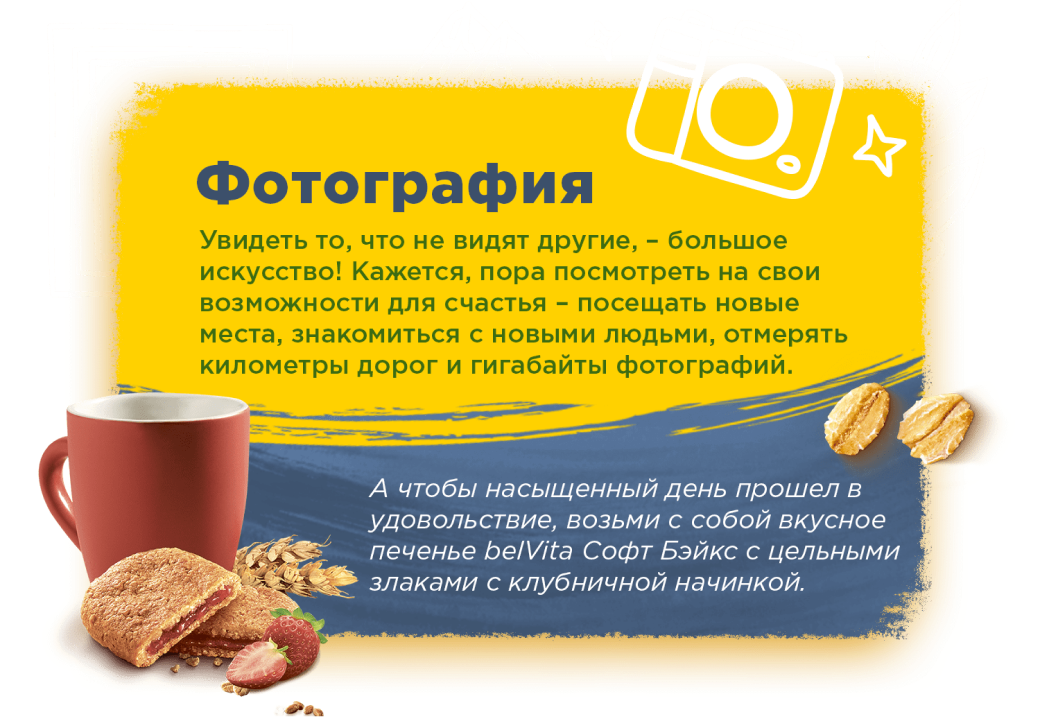 Фотография
Увидеть то, что не видят другие, – большое
искусство! Кажется, пора посмотреть на свои
возможности для счастья – посещать новые
места, знакомиться с новыми людьми, отмерять
километры дорог и гигабайты фотографий.
А чтобы насыщенный день прошел в
удовольствие, возьми с собой вкусное
печенье belVita Софт Бэйкс с цельными
злаками с клубничной начинкой.